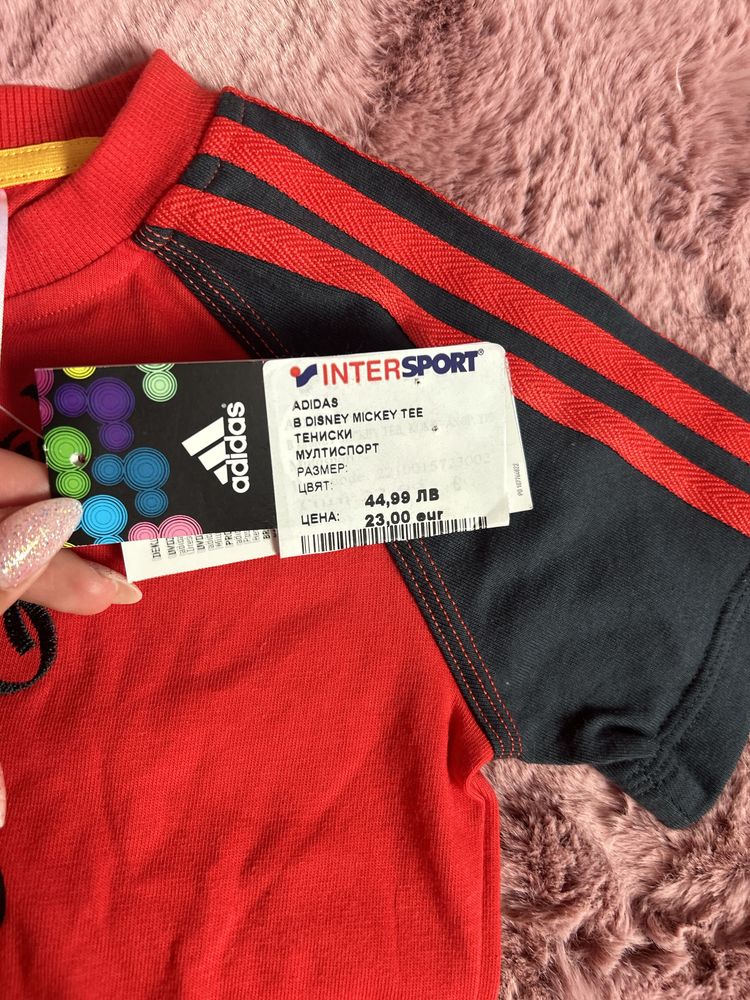 INTERSPORT®
adidas
ADIDAS
B DISNEY MICKEY TEE
ТЕНИСКИ
МУЛТИСПОРТ
РАЗМЕР:
ЦВЯТ:
44,99 ЛВ
ЦЕНА: 23,00 eur